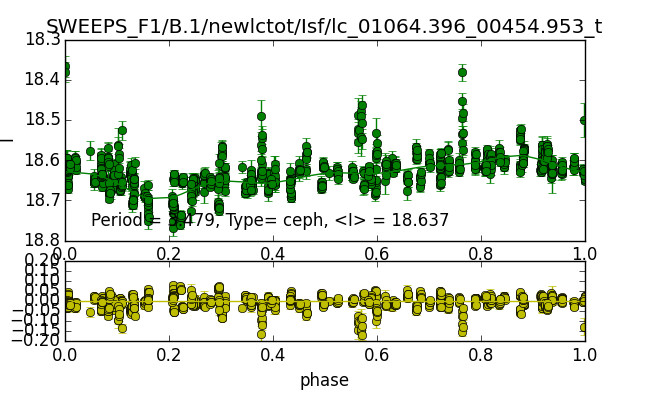 SWEEPS_F1/B.1/newlctot/Isf/lc_01064.396_00454.953_t
18.3
18.4
18.5
I
18.6
18.7
Period = Type= ceph, <I> = 18.637
18.8
0.0 0.2 0.4 0.6 0.8 1.0
0.20
0.15
0.10
0.05
0.00
−0.05
−0.10
−0.15
−0.20
0.0 0.2 0.4 0.6 0.8 1.0
phase